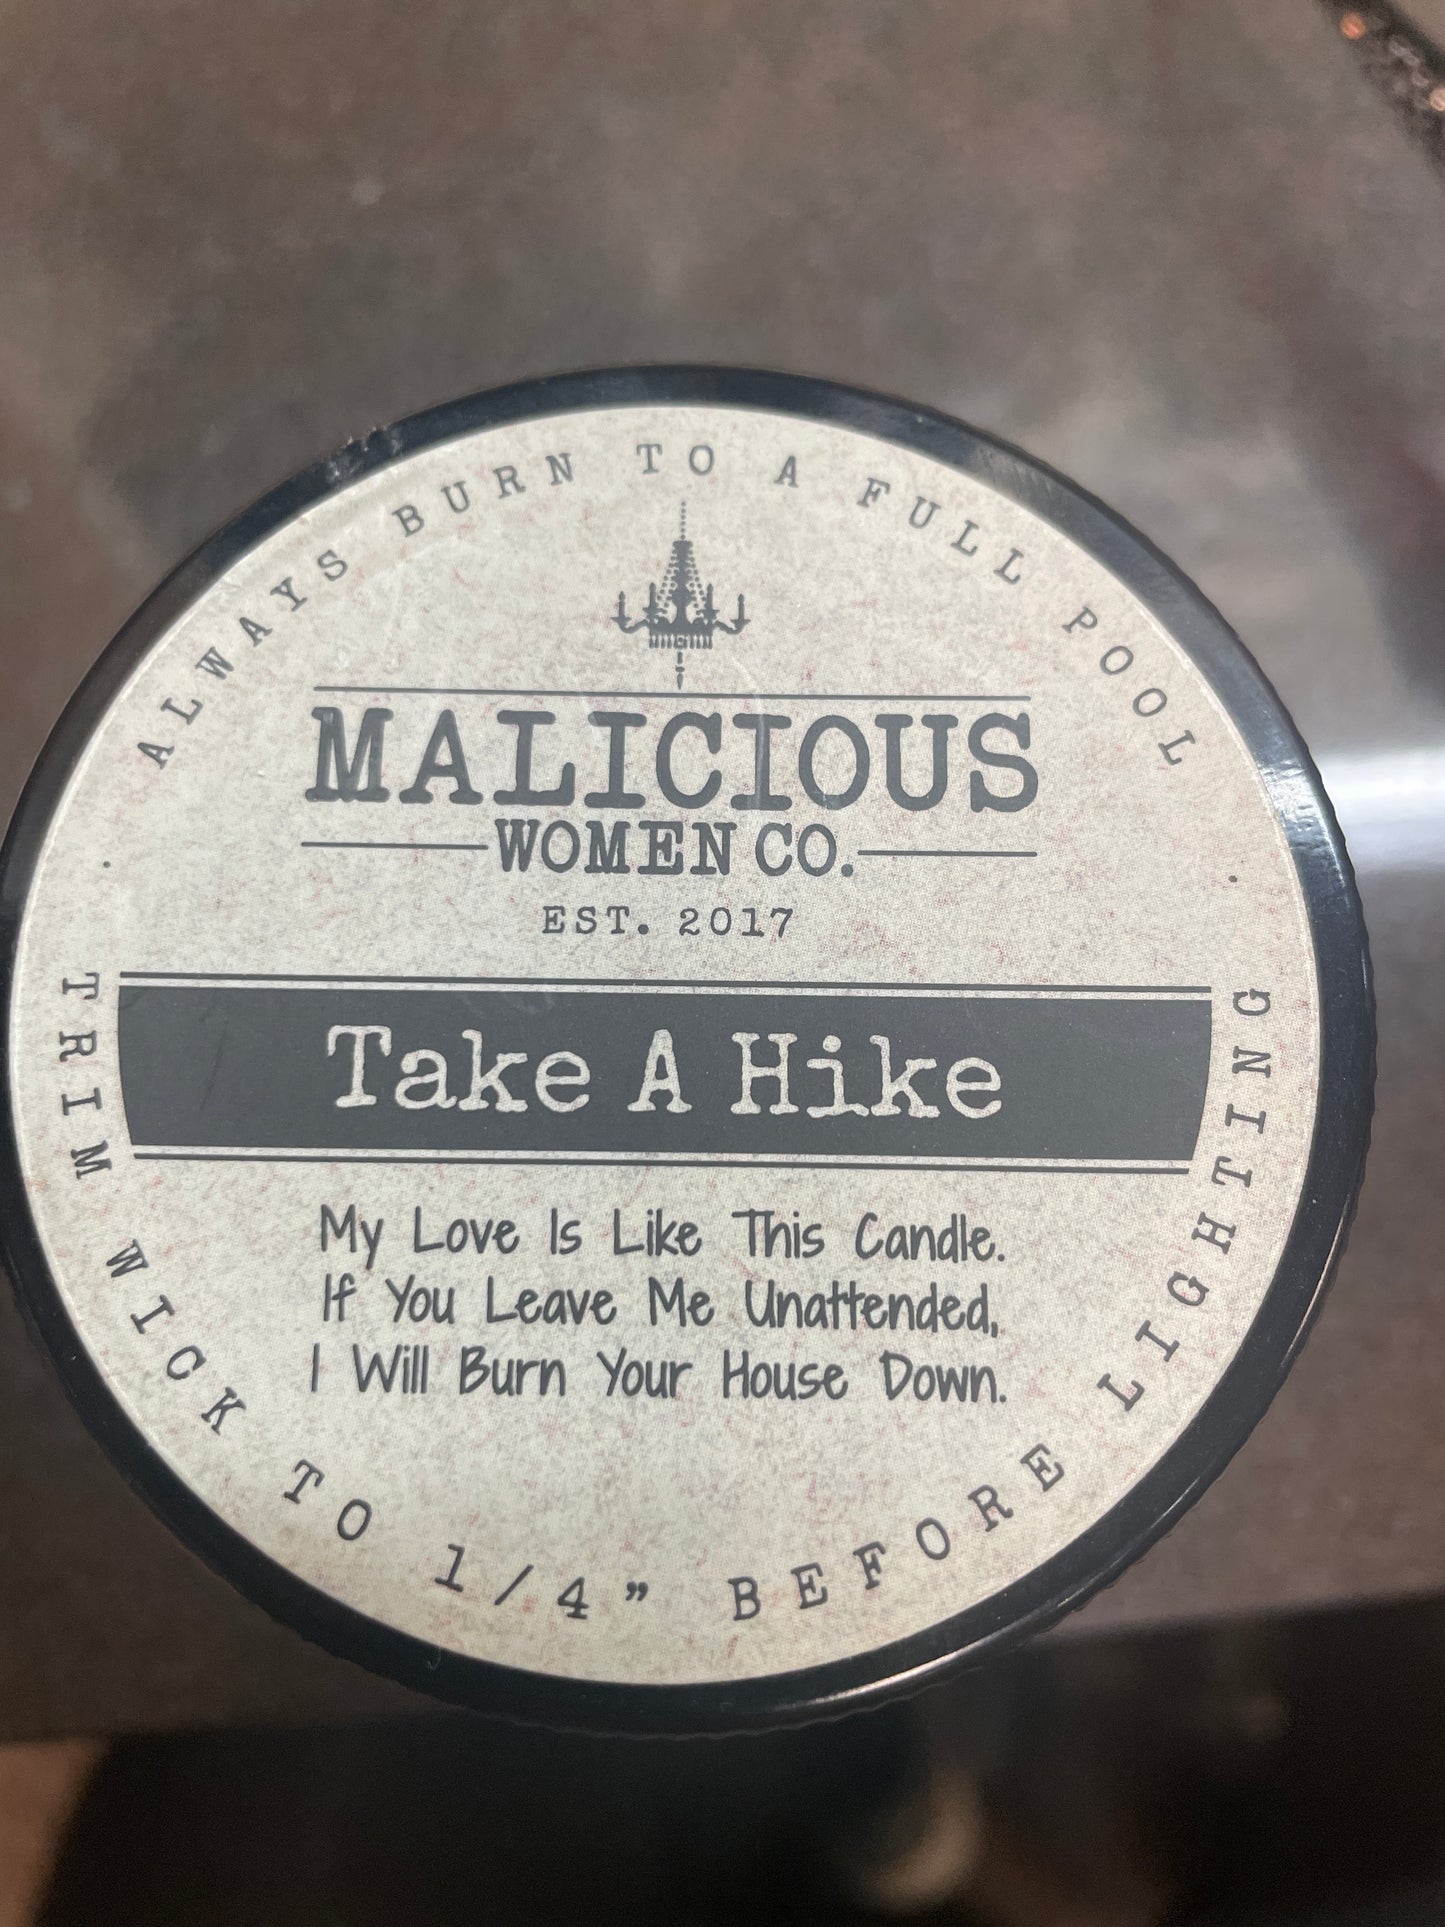 ALWAYS BURN TO A FULL POOL
MALICIOUS
WOMEN CO.
EST. 2017
Take A Hike
My Love Is Like This Candle.
If You Leave Me Unattended,
I Will Burn Your House Down.
TRIM WICK TO 1/4” BEFORE LIGHTING